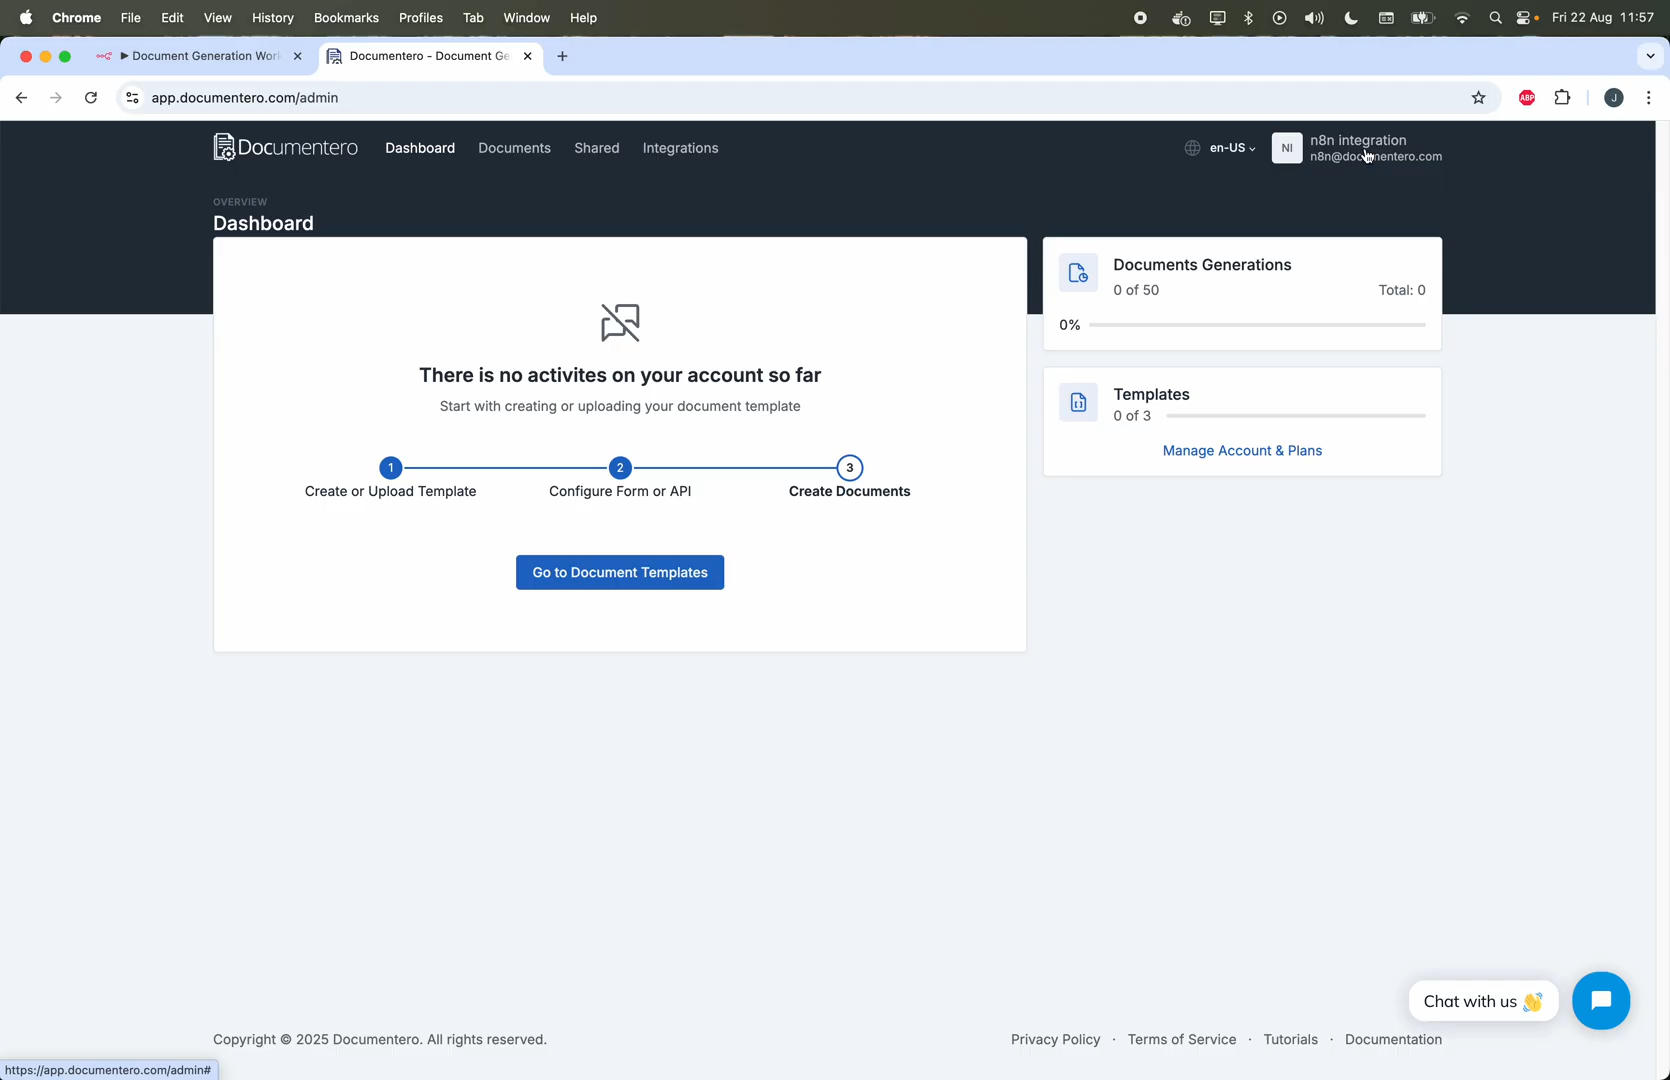 Chrome File Edit View History Bookmarks Profiles Tab Window Help Fri 22 Aug 11:57
▶ Document Generation Wor
Documentero - Document Ge
app.documentero.com/admin
ABP
J
Documentero Dashboard Documents Shared Integrations en-US NI n8n integration
n8n@documentero.com
OVERVIEW
Dashboard
There is no activites on your account so far
Start with creating or uploading your document template
1 2 3
Create or Upload Template Configure Form or API Create Documents
Go to Document Templates
Documents Generations
0 of 50 Total: 0
0%
Templates
0 of 3
Manage Account & Plans
Chat with us 👋
Copyright © 2025 Documentero. All rights reserved. Privacy Policy · Terms of Service · Tutorials · Documentation
https://app.documentero.com/admin#